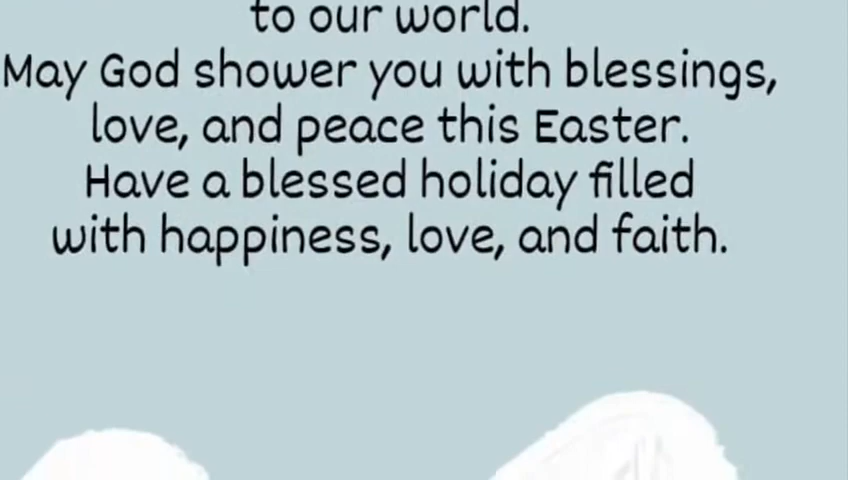 to our world.
May God shower you with blessings,
love, and peace this Easter.
Have a blessed holiday filled
with happiness, love, and faith.